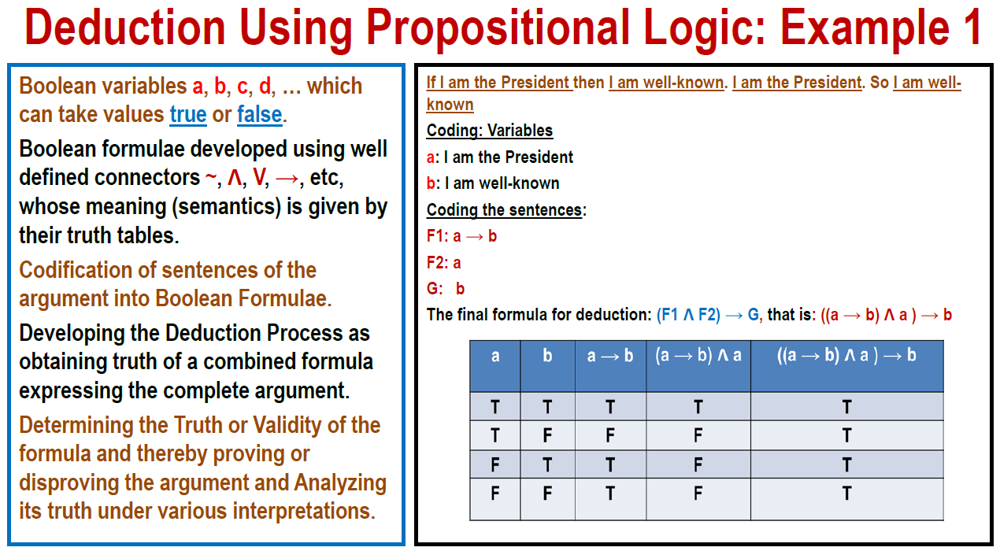 Deduction Using Propositional Logic: Example 1
Boolean variables a, b, c, d, … which
can take values true or false.
Boolean formulae developed using well
defined connectors ~, Λ, V, →, etc,
whose meaning (semantics) is given by
their truth tables.
Codification of sentences of the
argument into Boolean Formulae.
Developing the Deduction Process as
obtaining truth of a combined formula
expressing the complete argument.
Determining the Truth or Validity of the
formula and thereby proving or
disproving the argument and Analyzing
its truth under various interpretations.
If I am the President then I am well-known. I am the President. So I am well-
known
Coding: Variables
a: I am the President
b: I am well-known
Coding the sentences:
F1: a → b
F2: a
G: b
The final formula for deduction: (F1 Λ F2) → G, that is: ((a → b) Λ a ) → b
a b a → b (a → b) Λ a ((a → b) Λ a ) → b
T T T T T
T F F F T
F T T F T
F F T F T